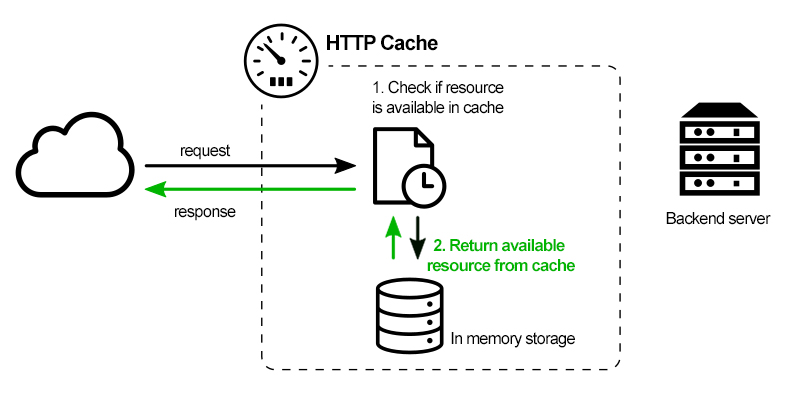 HTTP Cache
1. Check if resource
is available in cache
request
response
Backend server
2. Return available
resource from cache
In memory storage